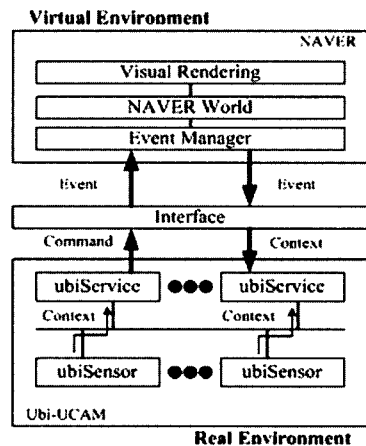 Virtual Environment
NAVER
Visual Rendering
NAVER World
Event Manager
Event Event
Interface
Command Context
ubiService ubiService
Context Context
ubiSensor ubiSensor
Ubi-UCAM
Real Environment